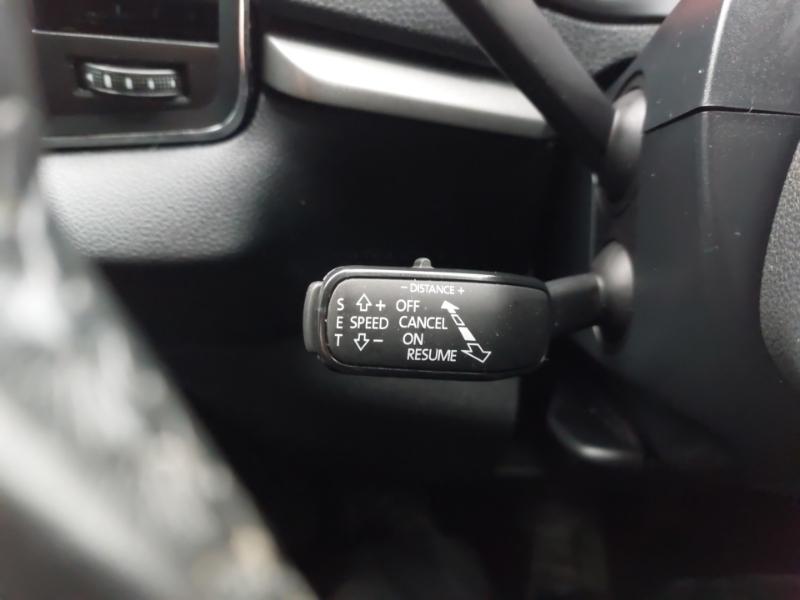 − DISTANCE +
S + OFF
E SPEED CANCEL
T − ON
RESUME